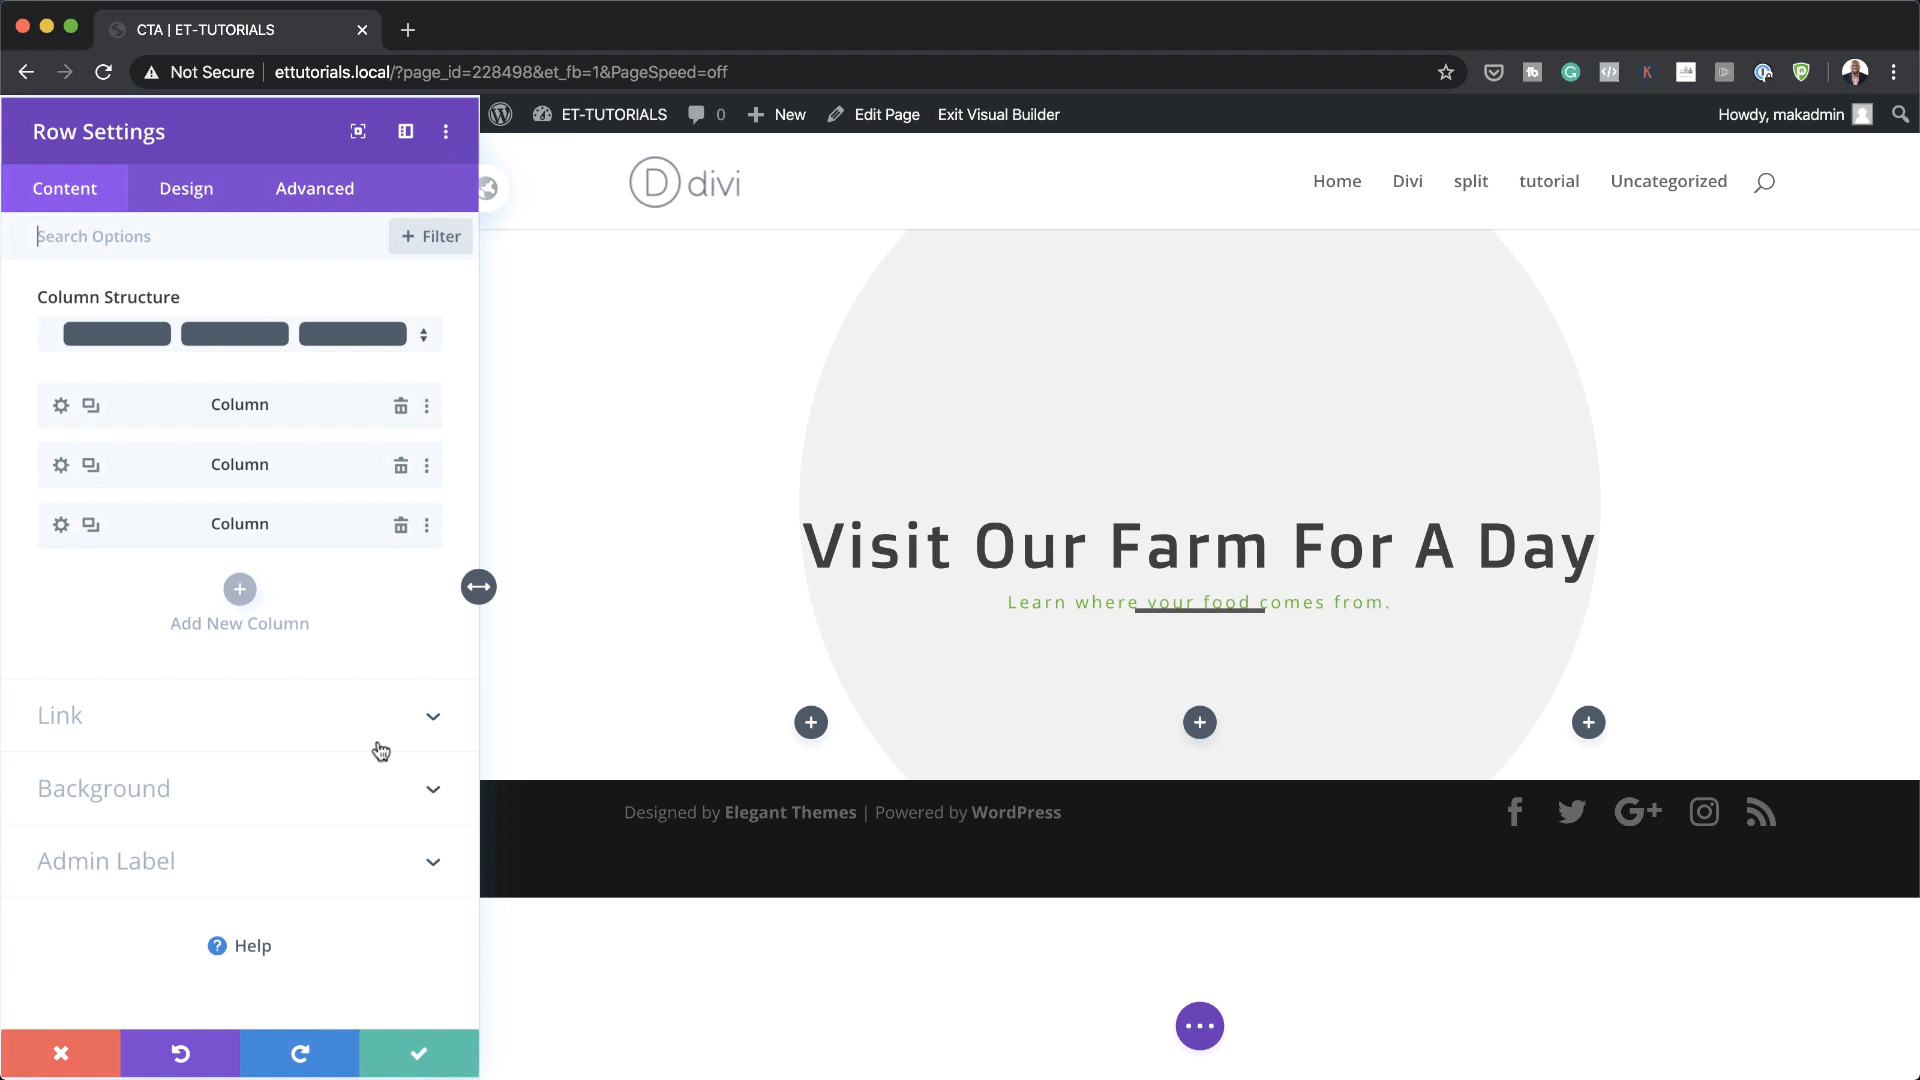 CTA | ET-TUTORIALS
Not Secure
ettutorials.local/?page_id=228498&et_fb=1&PageSpeed=off
ET-TUTORIALS
0
New
Edit Page
Exit Visual Builder
Howdy, makadmin
Row Settings
Content
Design
Advanced
Search Options
+ Filter
D divi
Home
Divi
split
tutorial
Uncategorized
Column Structure
Column
Column
Column
Add New Column
Visit Our Farm For A Day
Learn where your food comes from.
Link
Background
Admin Label
Designed by Elegant Themes | Powered by WordPress
? Help